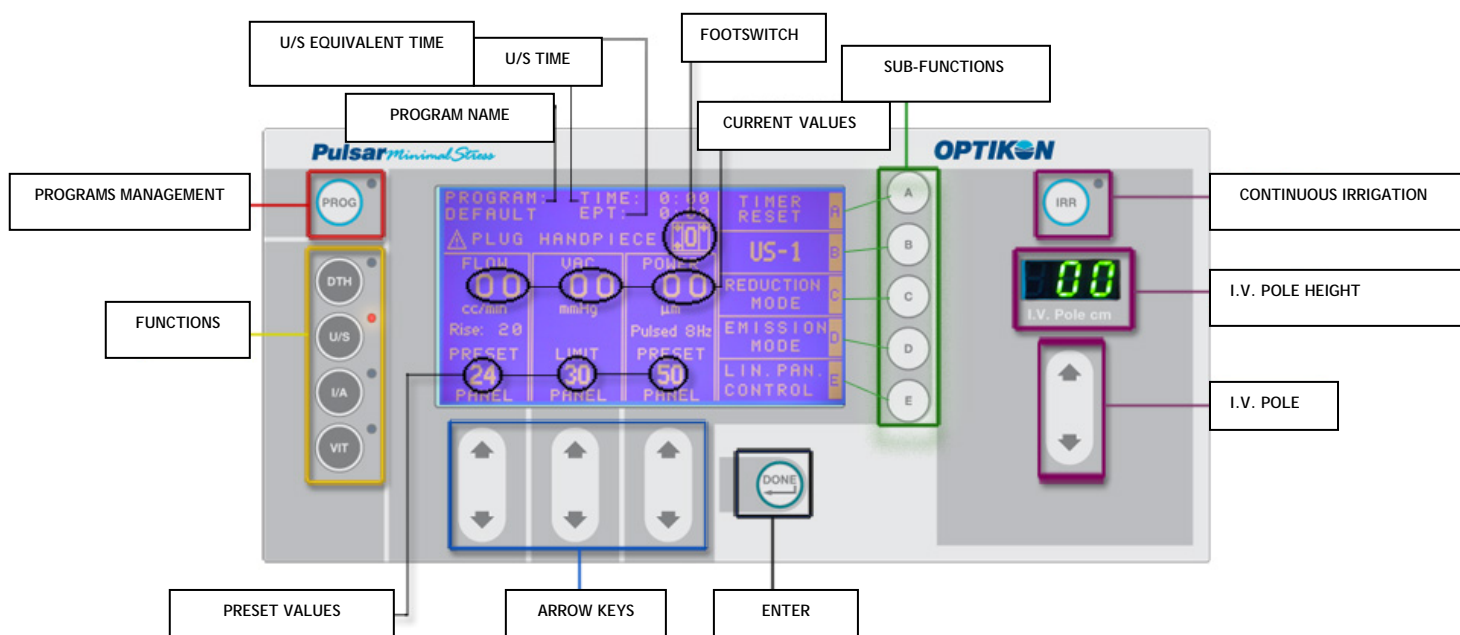 U/S EQUIVALENT TIME
U/S TIME
FOOTSWITCH
SUB-FUNCTIONS
PROGRAM NAME
CURRENT VALUES
Pulsar Minimal Stress
OPTIKON
PROGRAMS MANAGEMENT
PROG
PROGRAM: TIME: 0:00
DEFAULT EPT: 0:00
PLUG HANDPIECE 0
FLOW VAC POWER
00 00 00
cc/min mmHg µm
Rise: 20 Pulsed 8Hz
PRESET LIMIT PRESET
24 30 50
PANEL PANEL PANEL
TIMER
RESET A
US-1 B
REDUCTION
MODE C
EMISSION
MODE D
LIN. PAN.
CONTROL E
A
B
C
D
E
IRR
CONTINUOUS IRRIGATION
00
I.V. Pole cm
I.V. POLE HEIGHT
I.V. POLE
FUNCTIONS
DTH
U/S
I/A
VIT
DONE
PRESET VALUES
ARROW KEYS
ENTER